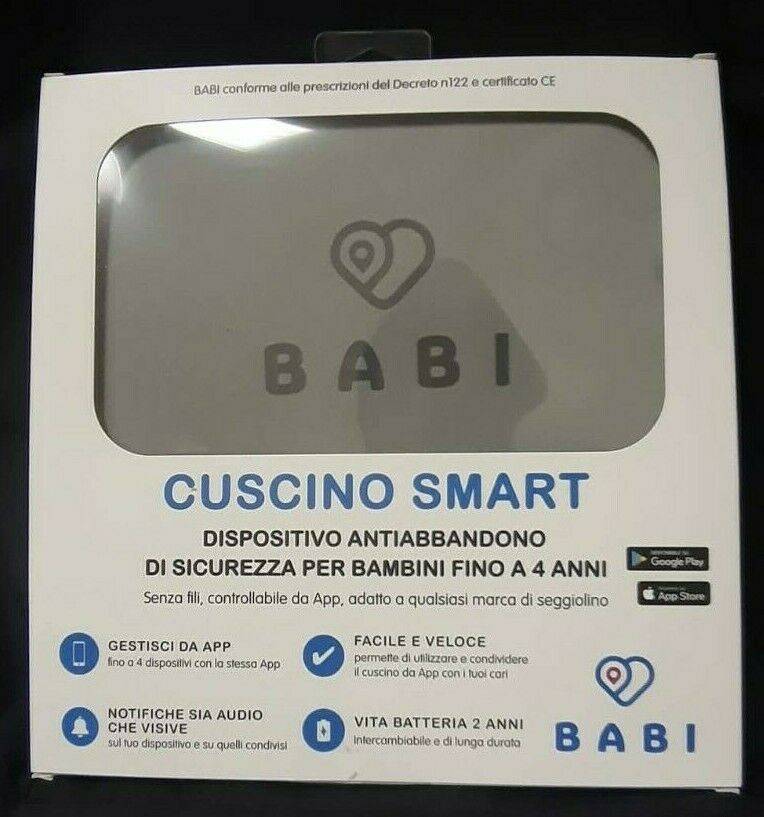 BABI conforme alle prescrizioni del Decreto n122 e certificato CE
BABI
CUSCINO SMART
DISPOSITIVO ANTIABBANDONO
DI SICUREZZA PER BAMBINI FINO A 4 ANNI
Google Play
App Store
Senza fili, controllabile da App, adatto a qualsiasi marca di seggiolino
GESTISCI DA APP
fino a 4 dispositivi con la stessa App
FACILE E VELOCE
permette di utilizzare e condividere
il cuscino da App con i tuoi cari
NOTIFICHE SIA AUDIO
CHE VISIVE
sul tuo dispositivo e su quelli condivisi
VITA BATTERIA 2 ANNI
Intercambiabile e di lunga durata
BABI